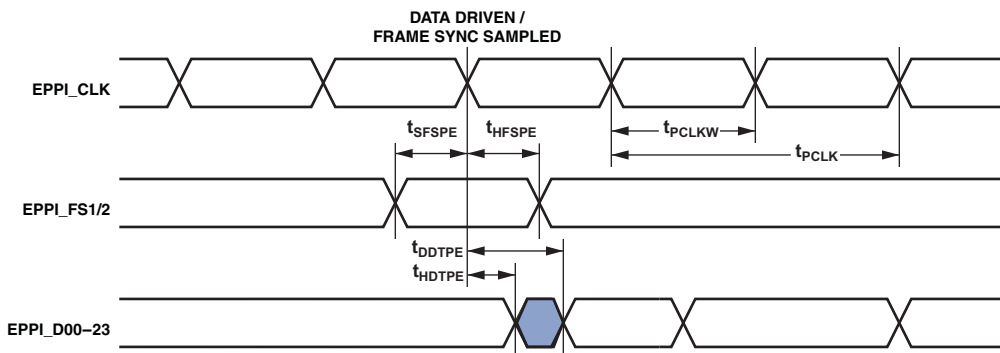 DATA DRIVEN /
FRAME SYNC SAMPLED
EPPI_CLK
tSFSPE
tHFSPE
tPCLKW
tPCLK
EPPI_FS1/2
tDDTPE
tHDTPE
EPPI_D00–23